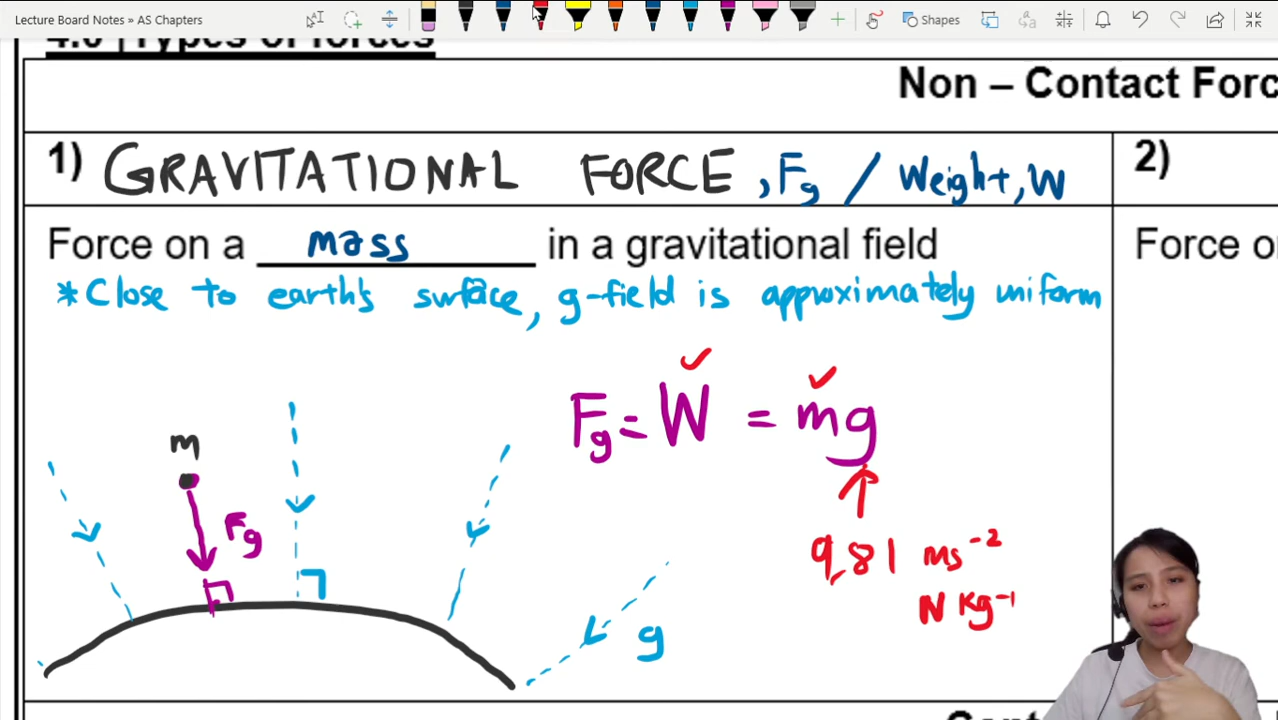 Lecture Board Notes » AS Chapters
Shapes
4.0 | Types of forces
Non – Contact Forc
1) GRAVITATIONAL FORCE, Fg / Weight, W
2)
Force on a mass in a gravitational field
Force o
*Close to earth's surface, g-field is approximately uniform
Fg = W = mg
m
Fg
9.81 ms⁻²
N kg⁻¹
g